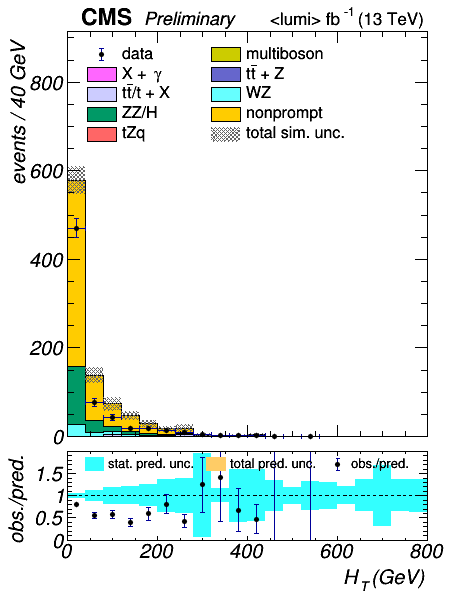 CMS Preliminary <lumi> fb⁻¹ (13 TeV)
events / 40 GeV
800
600
400
200
0
data
multiboson
X + γ
tt̄ + Z
tt̄/t + X
WZ
ZZ/H
nonprompt
tZq
total sim. unc.
obs./pred.
1.5
1
0.5
0
stat. pred. unc. total pred. unc. obs./pred.
0 200 400 600 800
H_T (GeV)